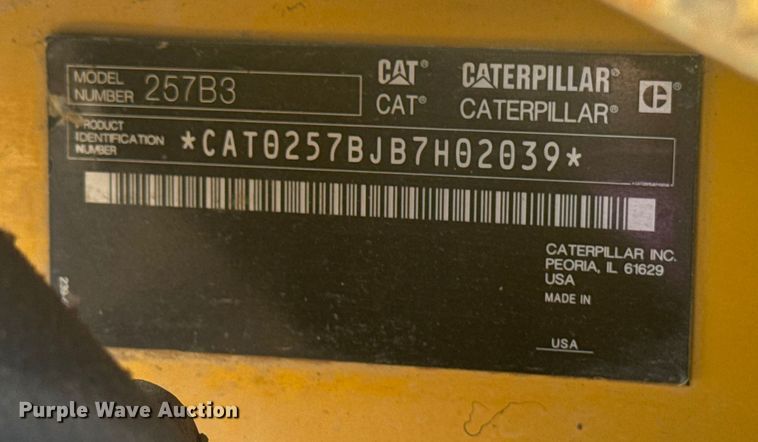 MODEL
NUMBER 257B3
CAT® CATERPILLAR®
CAT® CATERPILLAR®
PRODUCT
IDENTIFICATION
NUMBER
*CAT0257BJB7H02039*
CATERPILLAR INC.
PEORIA, IL 61629
USA
MADE IN
USA
Purple Wave Auction